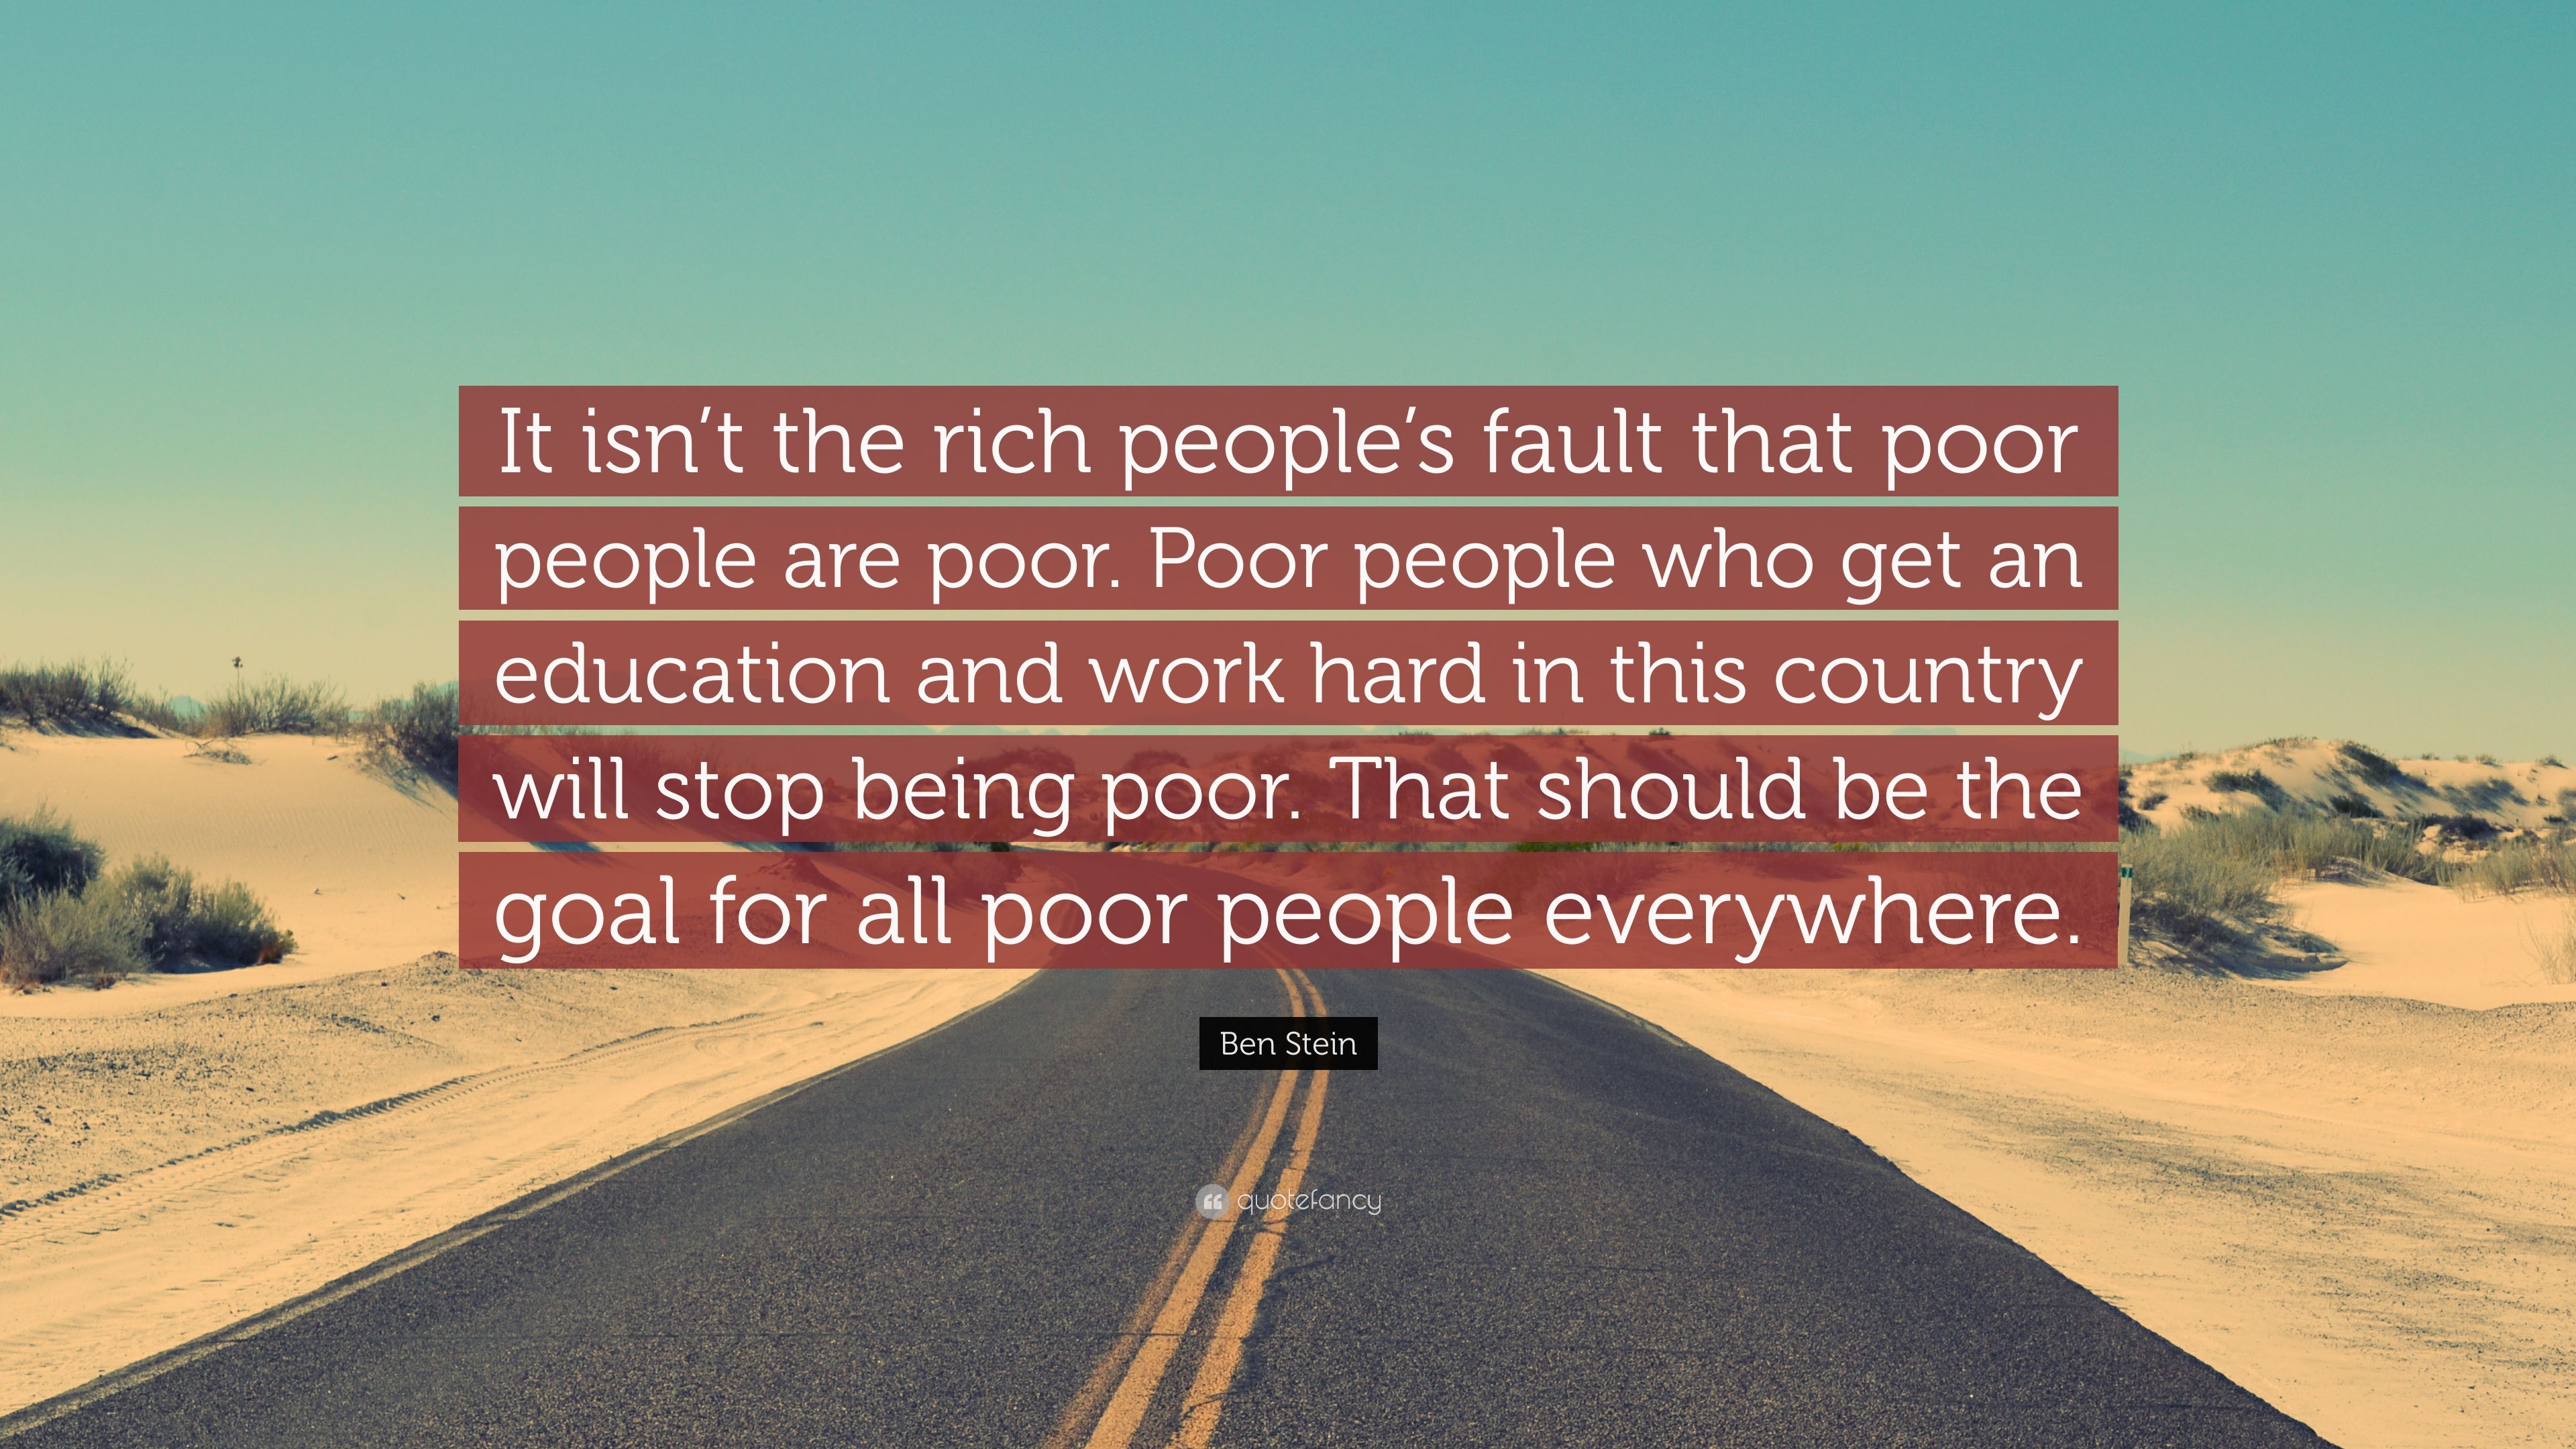 It isn’t the rich people’s fault that poor
people are poor. Poor people who get an
education and work hard in this country
will stop being poor. That should be the
goal for all poor people everywhere.
Ben Stein
quotefancy